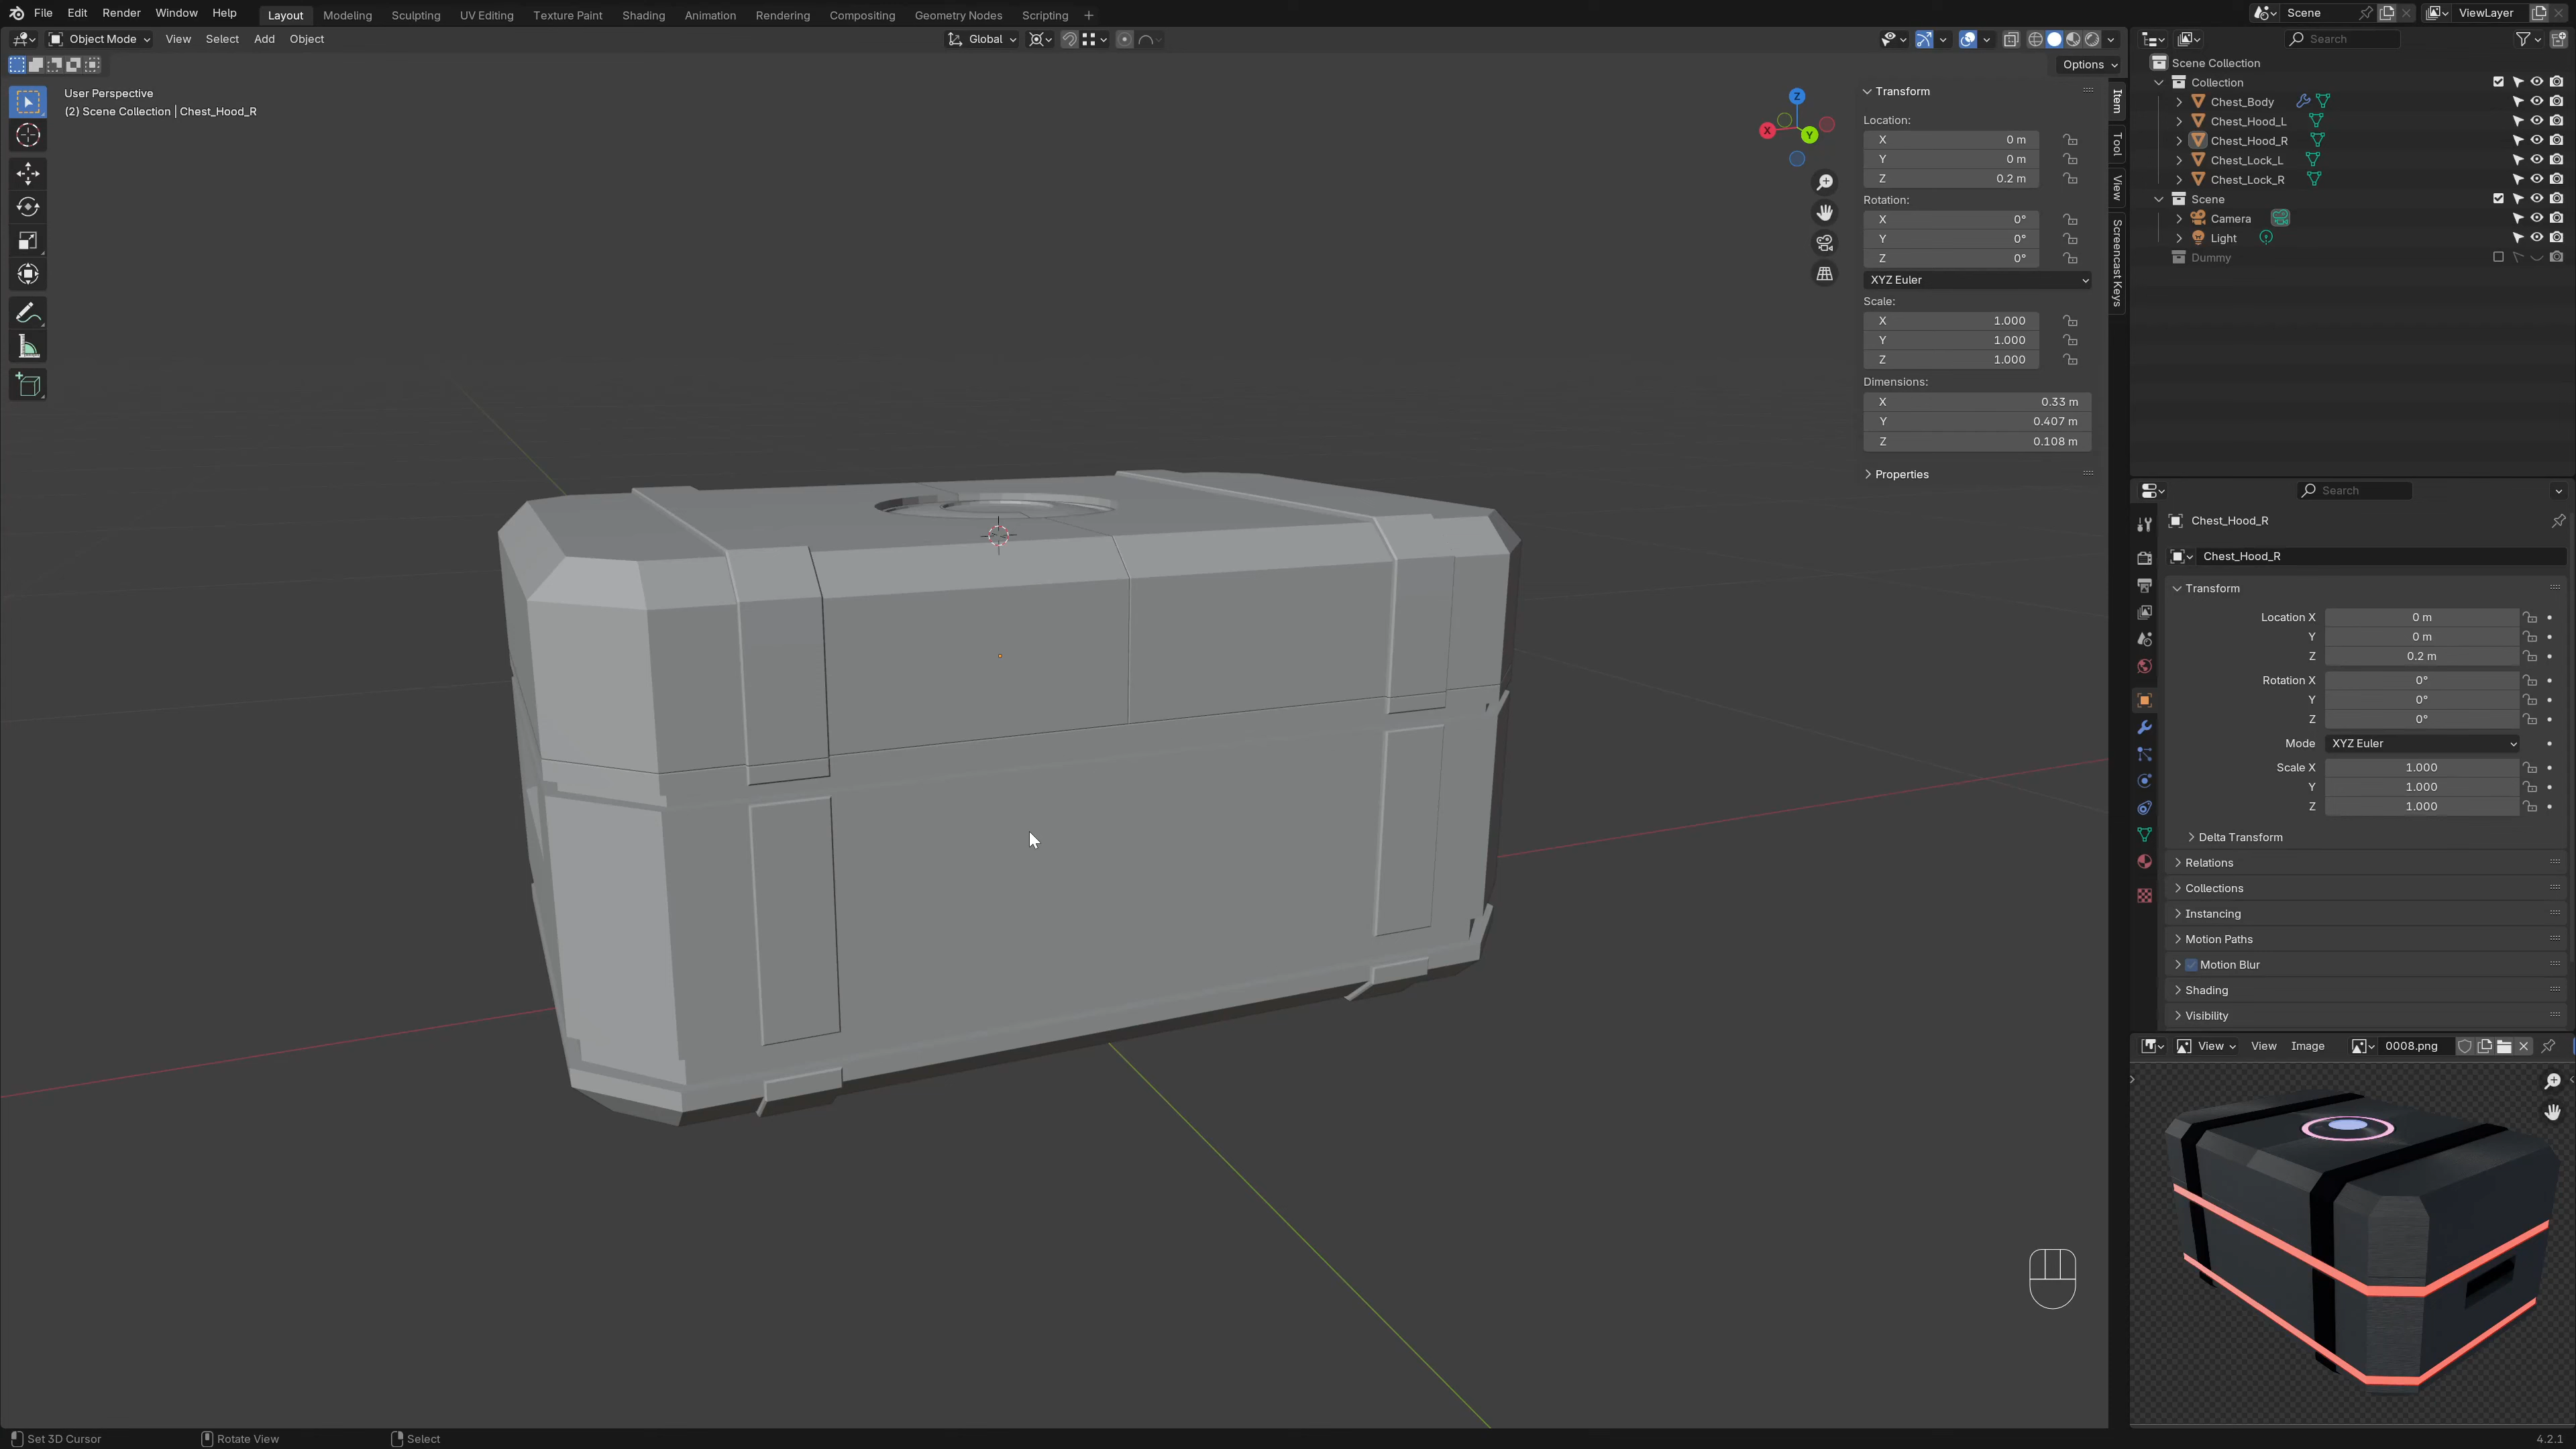 File Edit Render Window Help Layout Modeling Sculpting UV Editing Texture Paint Shading Animation Rendering Compositing Geometry Nodes Scripting + Scene ViewLayer
Object Mode View Select Add Object Global Search
Options
User Perspective
(2) Scene Collection | Chest_Hood_R
Z
X
Y
Transform
Location:
X 0 m
Y 0 m
Z 0.2 m
Rotation:
X 0°
Y 0°
Z 0°
XYZ Euler
Scale:
X 1.000
Y 1.000
Z 1.000
Dimensions:
X 0.33 m
Y 0.407 m
Z 0.108 m
Properties
Item
Tool
View
Screencast Keys
Scene Collection
Collection
Chest_Body
Chest_Hood_L
Chest_Hood_R
Chest_Lock_L
Chest_Lock_R
Scene
Camera
Light
Dummy
Search
Chest_Hood_R
Chest_Hood_R
Transform
Location X 0 m
Y 0 m
Z 0.2 m
Rotation X 0°
Y 0°
Z 0°
Mode XYZ Euler
Scale X 1.000
Y 1.000
Z 1.000
Delta Transform
Relations
Collections
Instancing
Motion Paths
Motion Blur
Shading
Visibility
View View Image 0008.png
Set 3D Cursor Rotate View Select 4.2.1